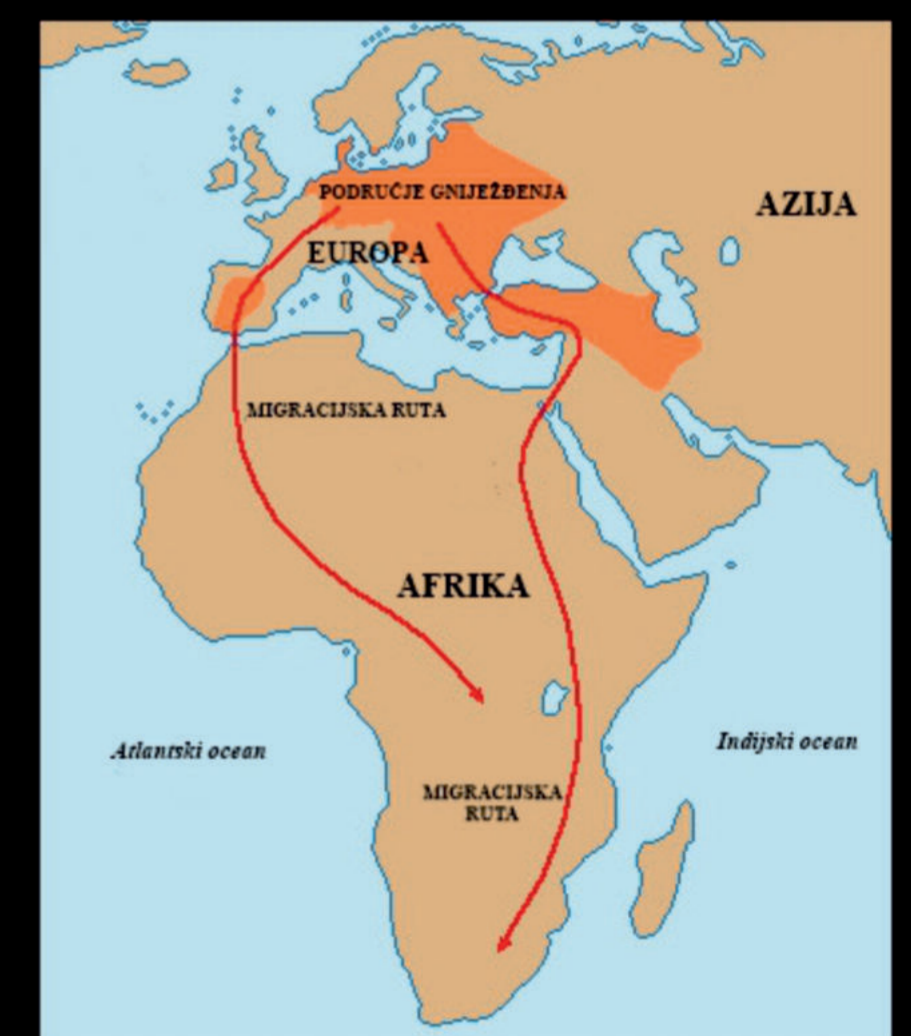 PODRUČJE GNIJEŽĐENJA
AZIJA
EUROPA
MIGRACIJSKA RUTA
AFRIKA
Atlantski ocean
Indijski ocean
MIGRACIJSKA
RUTA